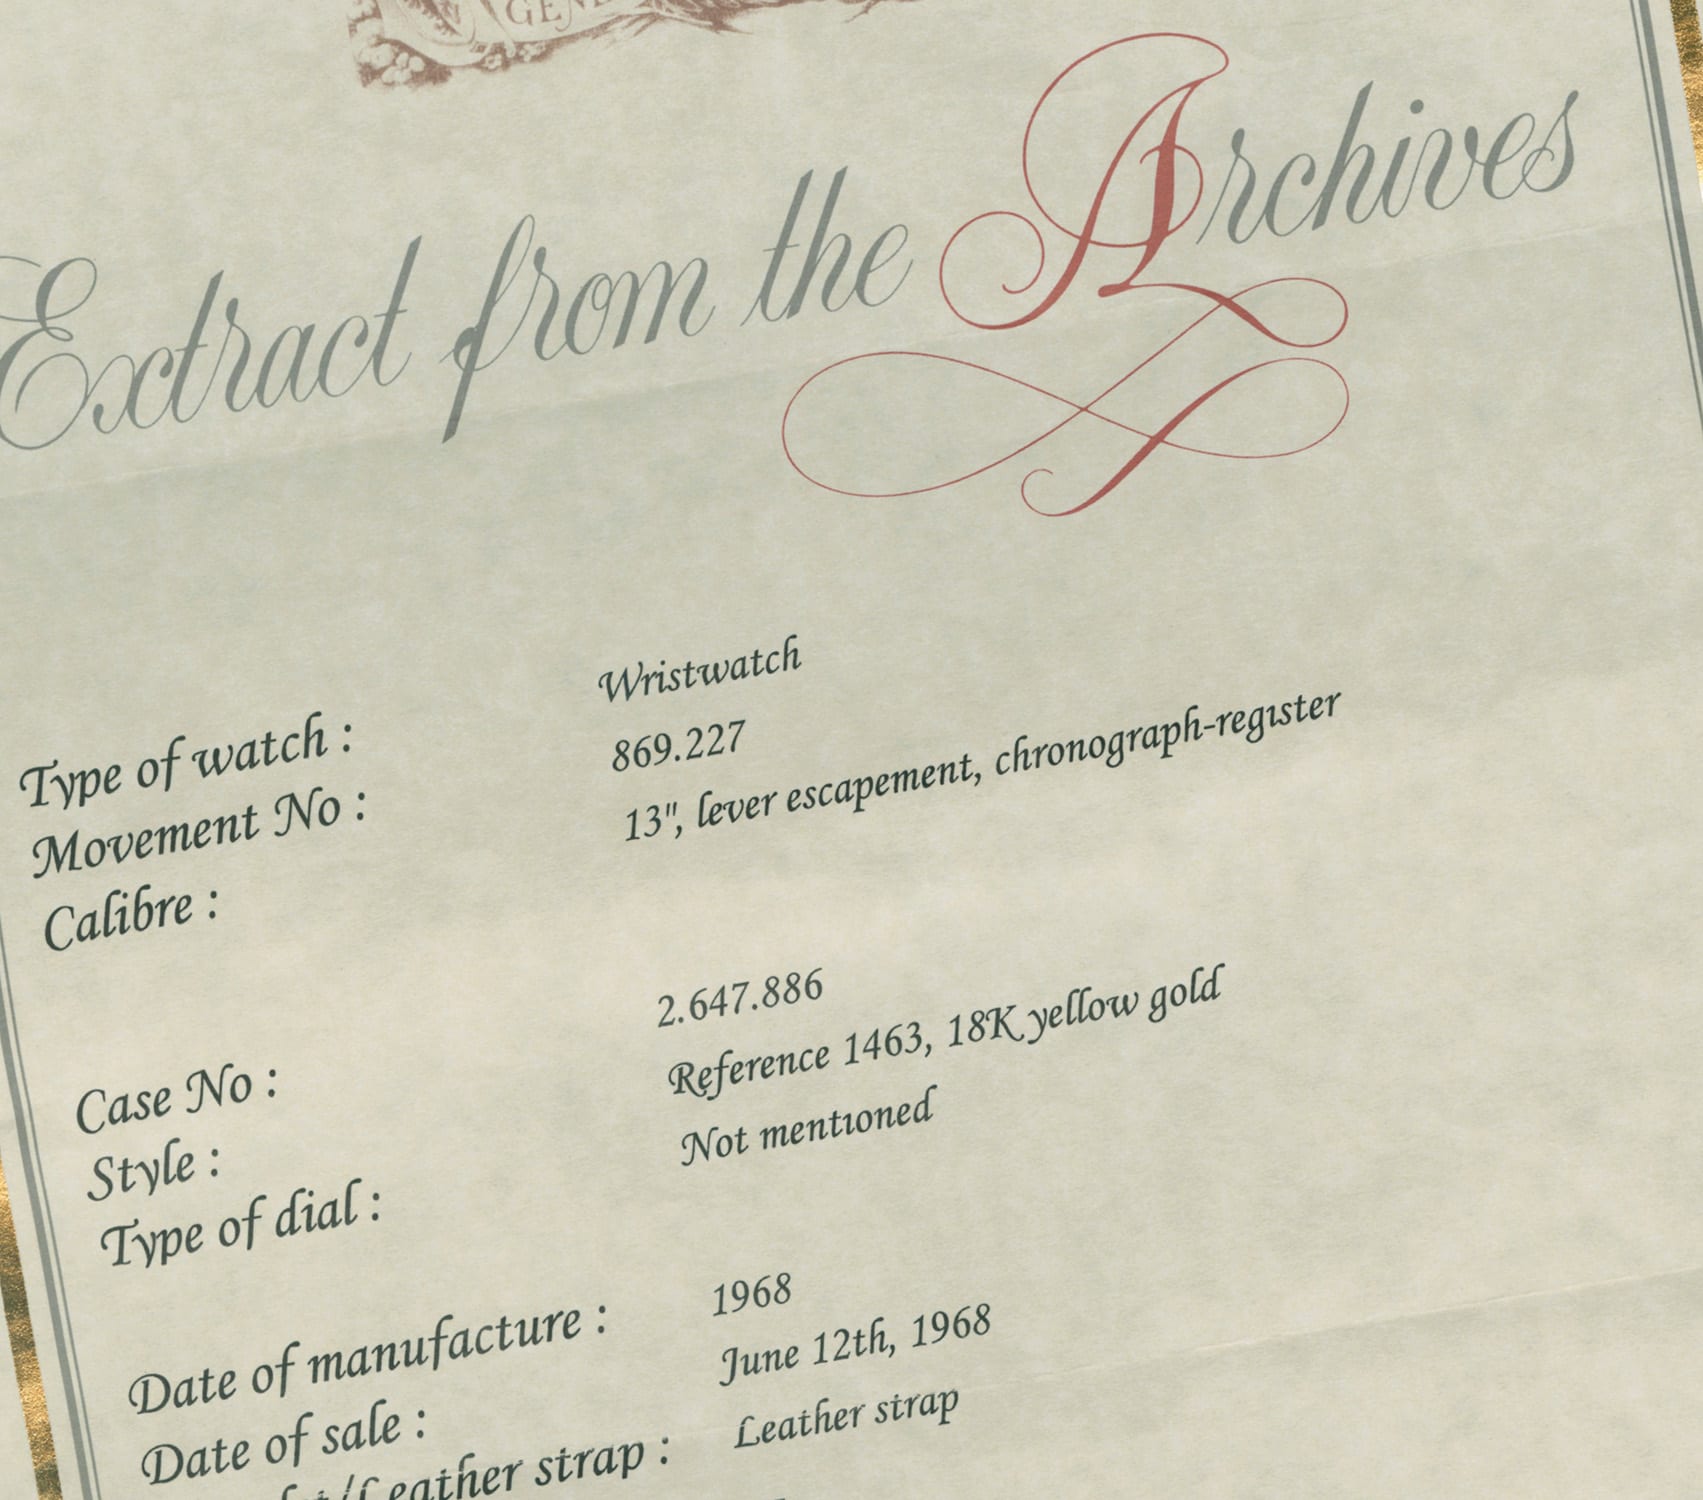 Extract from the Archives
Type of watch : Wristwatch
Movement No : 869.227
Calibre : 13", lever escapement, chronograph-register
Case No : 2.647.886
Style : Reference 1463, 18K yellow gold
Type of dial : Not mentioned
Date of manufacture : 1968
Date of sale : June 12th, 1968
/Leather strap : Leather strap